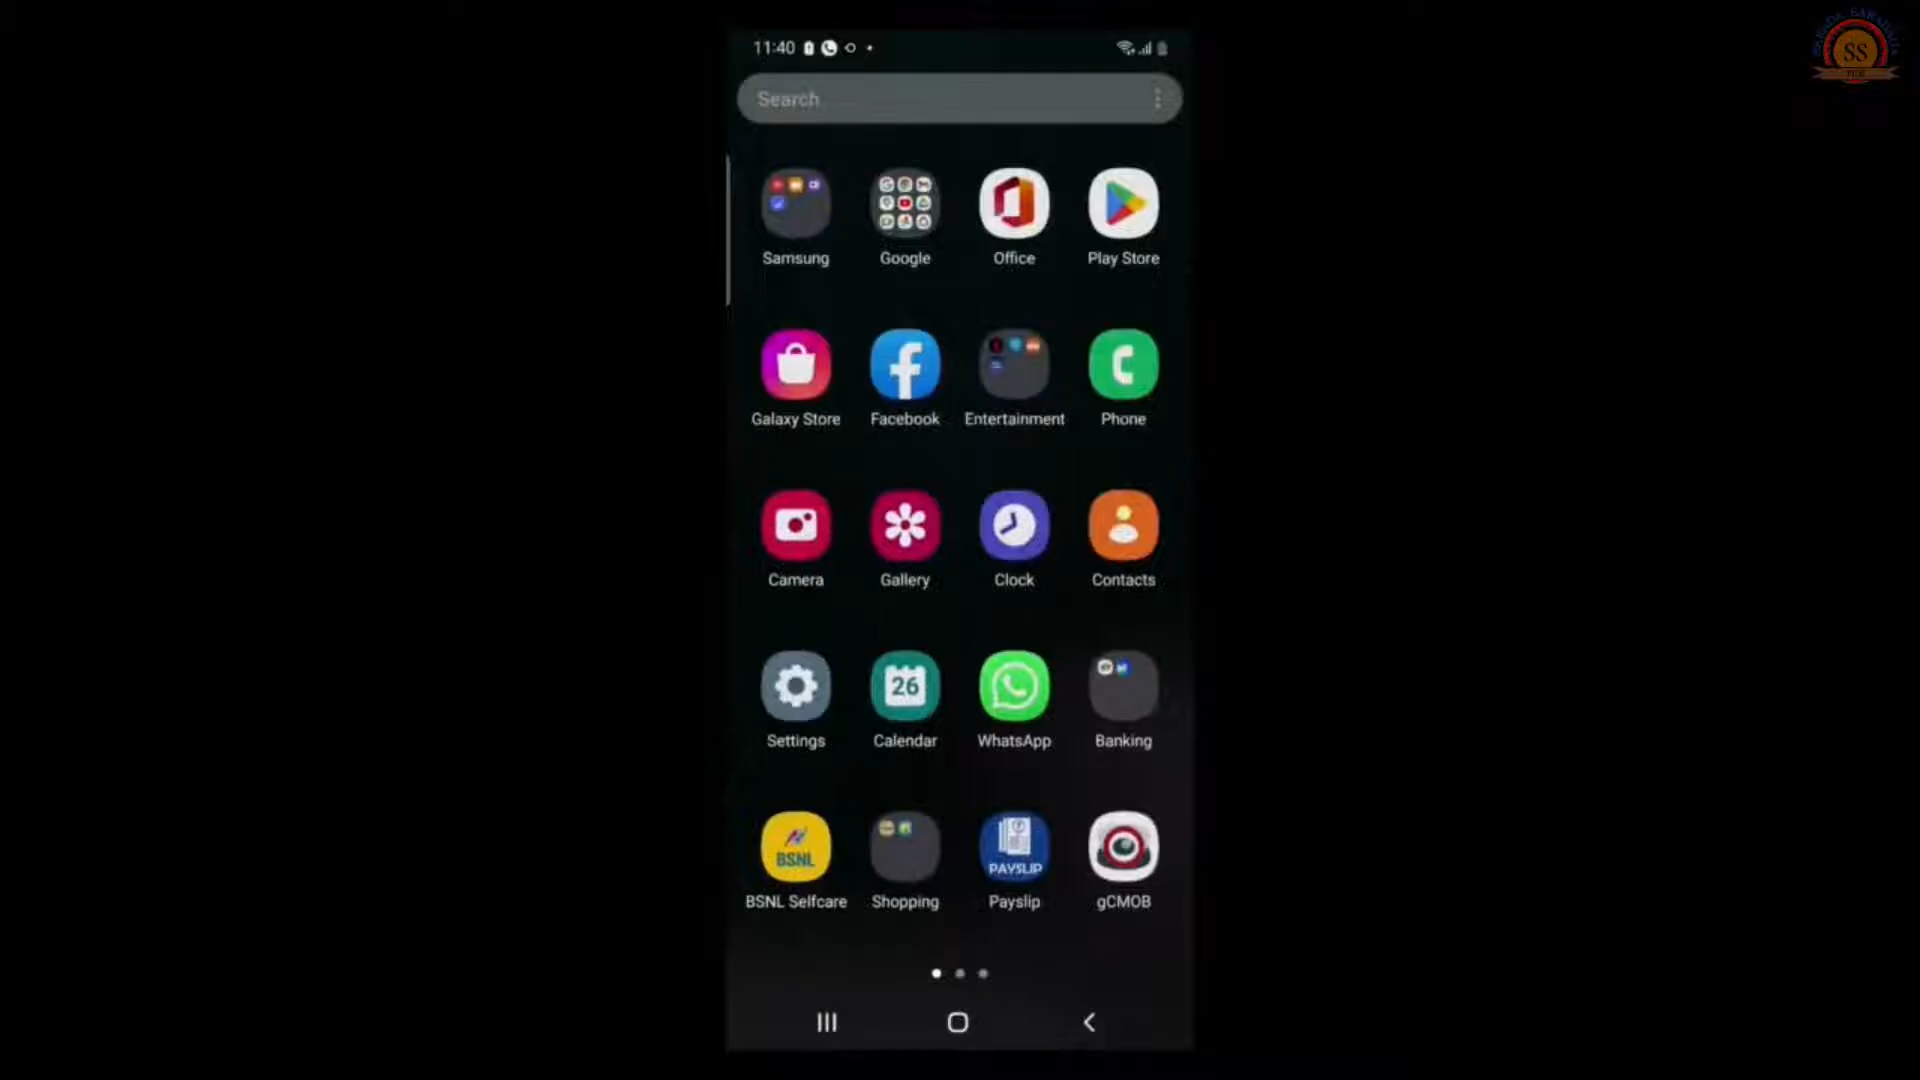 11:40
Search
Samsung
Google
Office
Play Store
Galaxy Store
Facebook
Entertainment
Phone
Camera
Gallery
Clock
Contacts
26
Settings
Calendar
WhatsApp
Banking
BSNL
PAYSLIP
BSNL Selfcare
Shopping
Payslip
gCMOB
SS